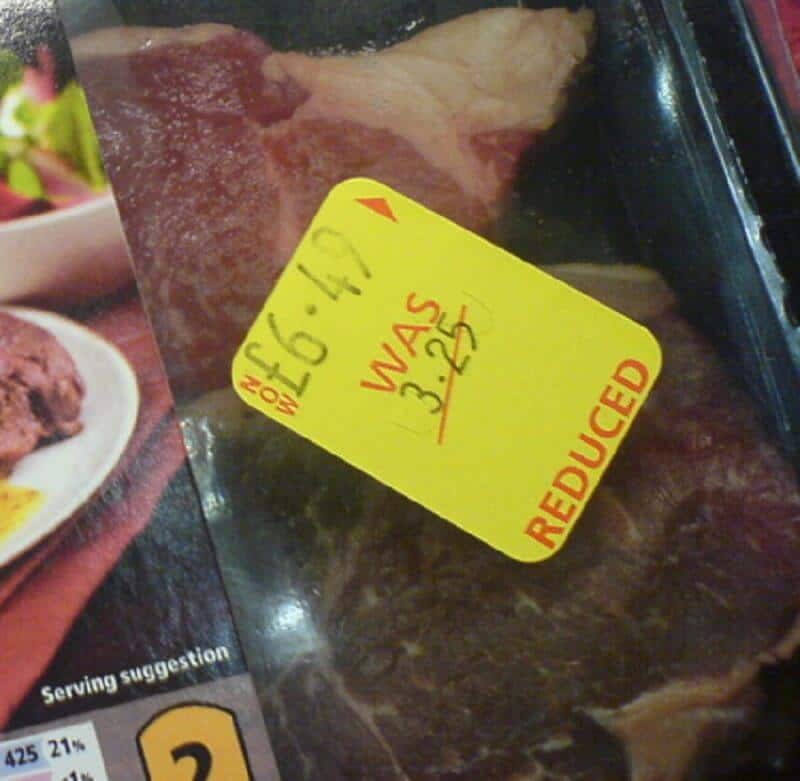 REDUCED
WAS
3.25
NOW
£6.49
Serving suggestion
425 21%
2